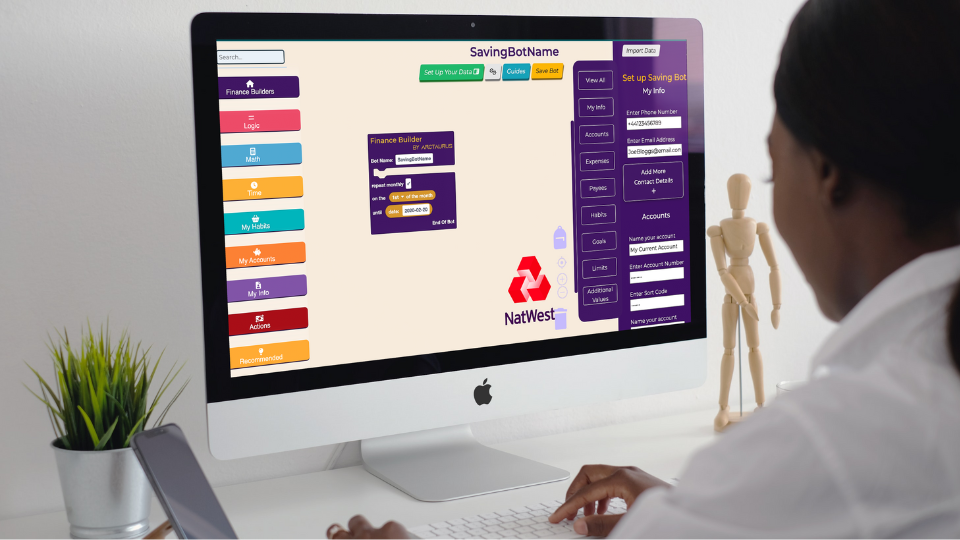 Search...
Finance Builders
Logic
Math
Time
My Habits
My Accounts
My Info
Actions
Recommended
SavingBotName
Set Up Your Data
Guides
Save Bot
Finance Builder
BY ARCTAURUS
Bot Name: SavingBotName
repeat monthly
on the 1st of the month
until date: 2020-02-20
End Of Bot
NatWest
View All
My Info
Accounts
Expenses
Payees
Habits
Goals
Limits
Additional
Values
Import Data
Set up Saving Bot
My Info
Enter Phone Number
+44123456789
Enter Email Address
JoeBloggs@email.com
Add More
Contact Details
+
Accounts
Name your account
My Current Account
Enter Account Number
Enter Sort Code
Name your account